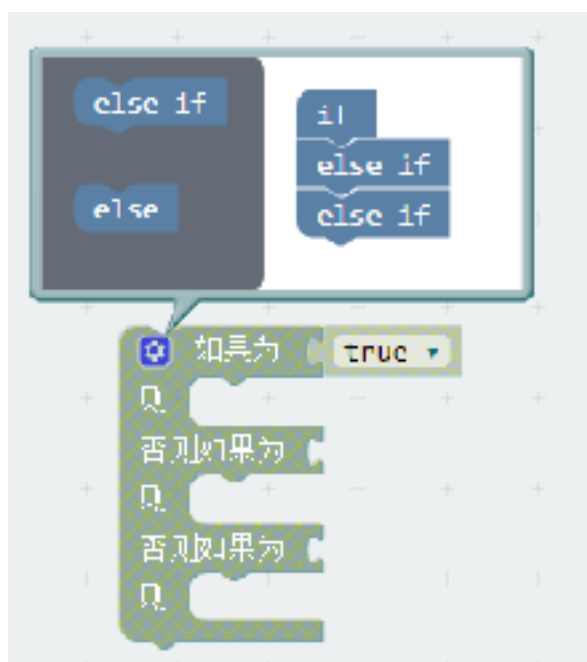 else if
else
if
else if
else if
如果为 true
则
否则如果为
则
否则如果为
则